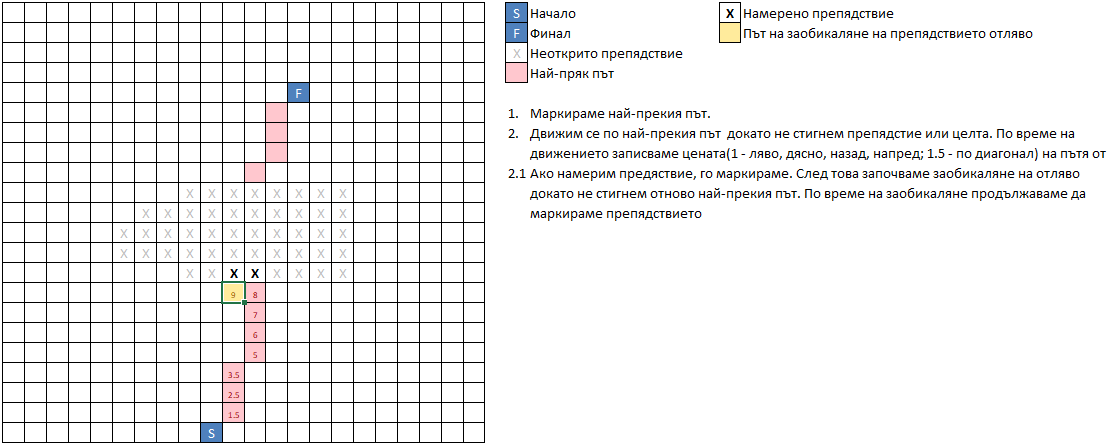 F
X X X X X X X X
X X X X X X X X X X
X X X X X X X X X X X
X X X X X X X X X X X
X X X X X X X X
9 8
7
6
5
3.5
2.5
1.5
S
S Начало
F Финал
X Неоткрито препядствие
Най-пряк път
X Намерено препядствие
Път на заобикаляне на препядствието отляво
1. Маркираме най-прекия път.
2. Движим се по най-прекия път докато не стигнем препядстие или целта. По време на
движението записваме цената(1 - ляво, дясно, назад, напред; 1.5 - по диагонал) на пътя от
2.1 Ако намерим предяствие, го маркираме. След това започваме заобикаляне на отляво
докато не стигнем отново най-прекия път. По време на заобикаляне продължаваме да
маркираме препядствието